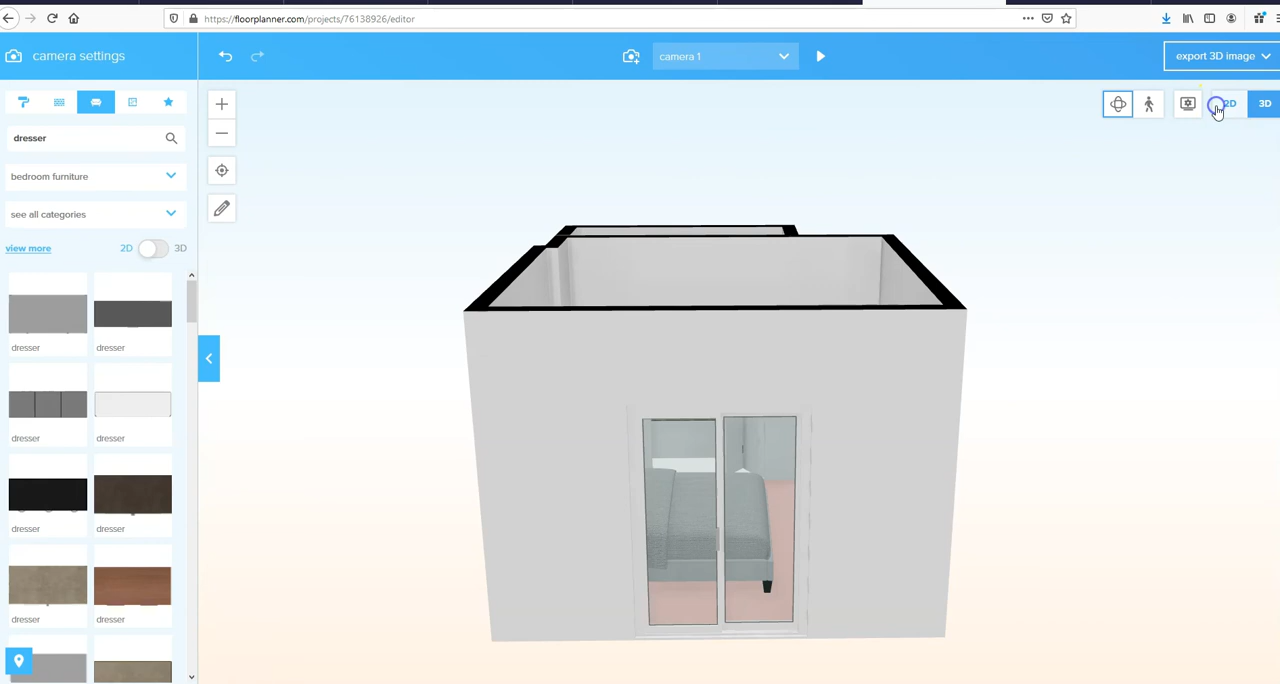 https://floorplanner.com/projects/76138926/editor
camera settings
camera 1
export 3D image
2D
3D
dresser
bedroom furniture
see all categories
view more
2D
3D
dresser
dresser
dresser
dresser
dresser
dresser
dresser
dresser